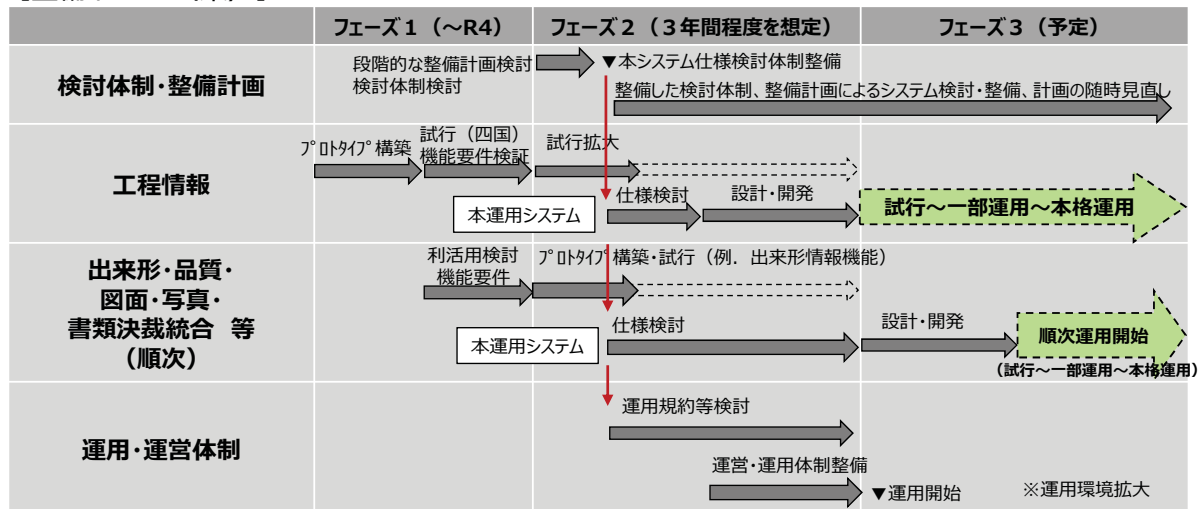 フェーズ１（～R4）
フェーズ２（３年間程度を想定）
フェーズ３（予定）
検討体制・整備計画
段階的な整備計画検討
検討体制検討
▼本システム仕様検討体制整備
整備した検討体制、整備計画によるシステム検討・整備、計画の随時見直し
工程情報
ﾌﾟﾛﾄﾀｲﾌﾟ構築
試行（四国）
機能要件検証
試行拡大
本運用システム
仕様検討
設計・開発
試行～一部運用～本格運用
出来形・品質・
図面・写真・
書類決裁統合 等
（順次）
利活用検討
機能要件
ﾌﾟﾛﾄﾀｲﾌﾟ構築・試行（例．出来形情報機能）
本運用システム
仕様検討
設計・開発
順次運用開始
（試行～一部運用～本格運用）
運用・運営体制
運用規約等検討
運営・運用体制整備
▼運用開始
※運用環境拡大